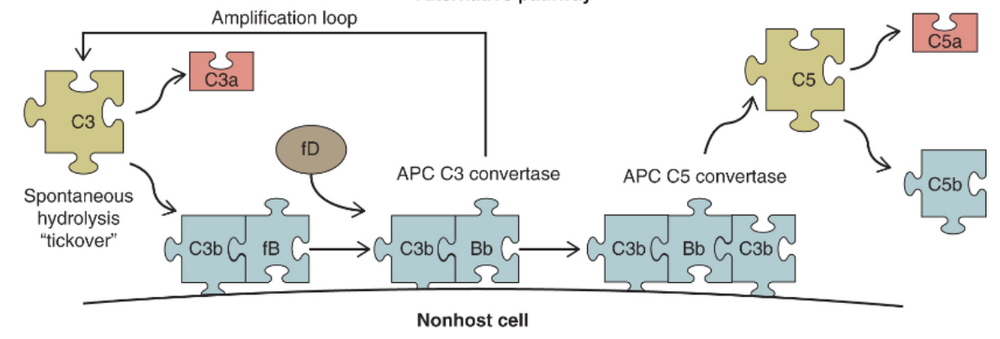 Amplification loop
C3a
C3
fD
Spontaneous
hydrolysis
“tickover”
APC C3 convertase
APC C5 convertase
C5
C5a
C5b
C3b
fB
C3b
Bb
C3b
Bb
C3b
Nonhost cell